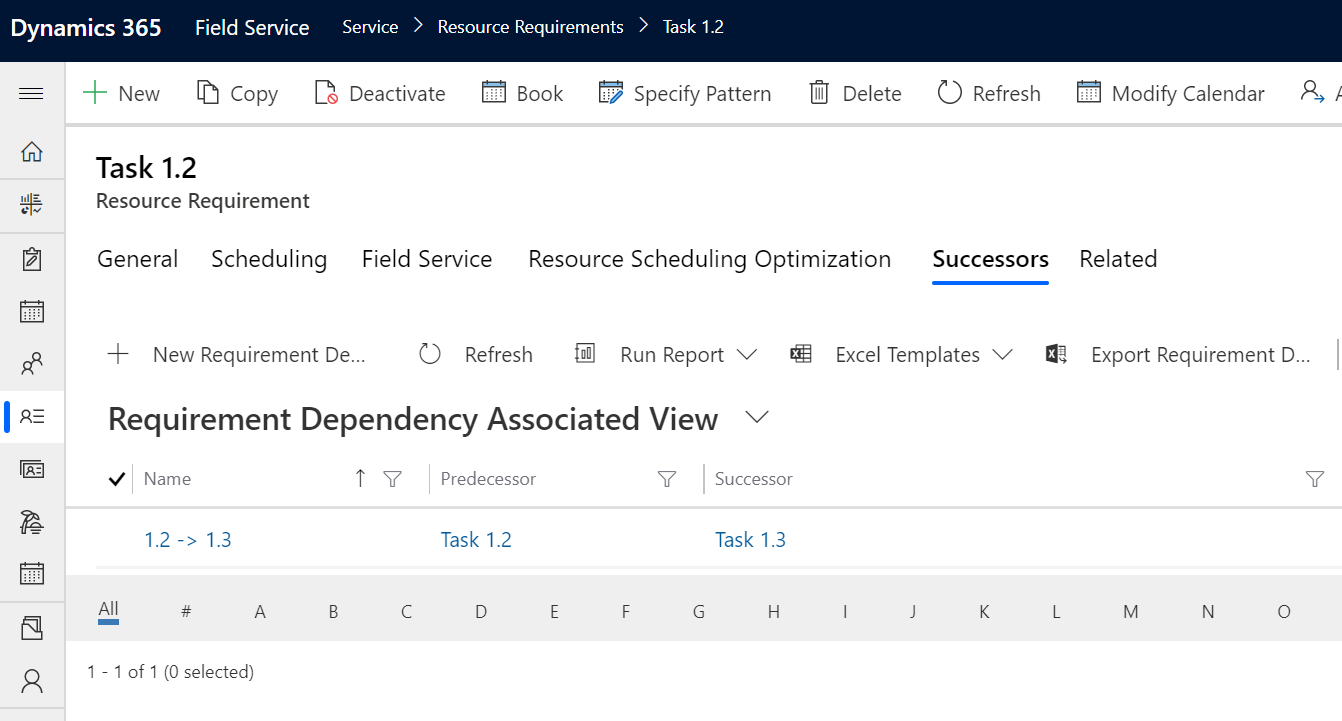 Dynamics 365 Field Service Service > Resource Requirements > Task 1.2
New Copy Deactivate Book Specify Pattern Delete Refresh Modify Calendar
Task 1.2
Resource Requirement
General Scheduling Field Service Resource Scheduling Optimization Successors Related
New Requirement De... Refresh Run Report Excel Templates Export Requirement D...
Requirement Dependency Associated View
Name Predecessor Successor
1.2 -> 1.3 Task 1.2 Task 1.3
All # A B C D E F G H I J K L M N O
1 - 1 of 1 (0 selected)